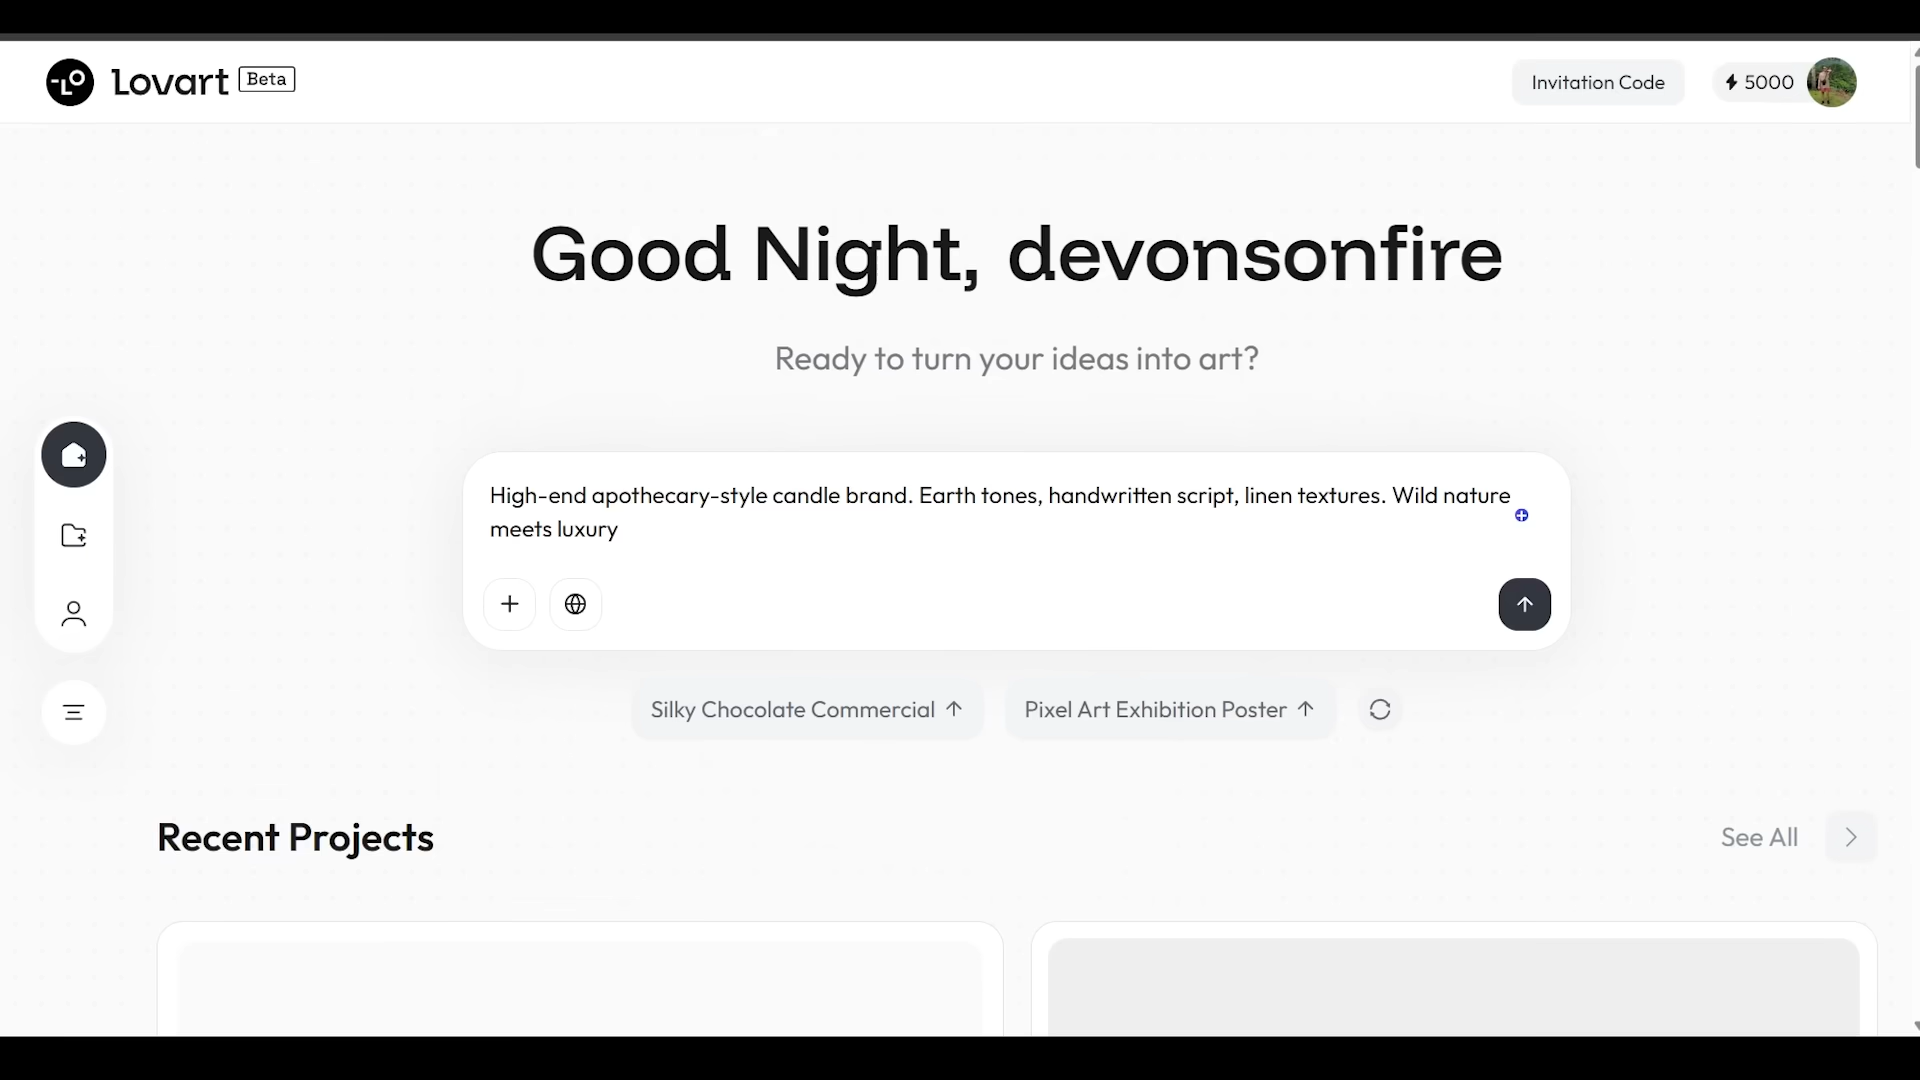 Lovart Beta
Invitation Code
5000
Good Night, devonsonfire
Ready to turn your ideas into art?
High-end apothecary-style candle brand. Earth tones, handwritten script, linen textures. Wild nature
meets luxury
Silky Chocolate Commercial
Pixel Art Exhibition Poster
Recent Projects
See All